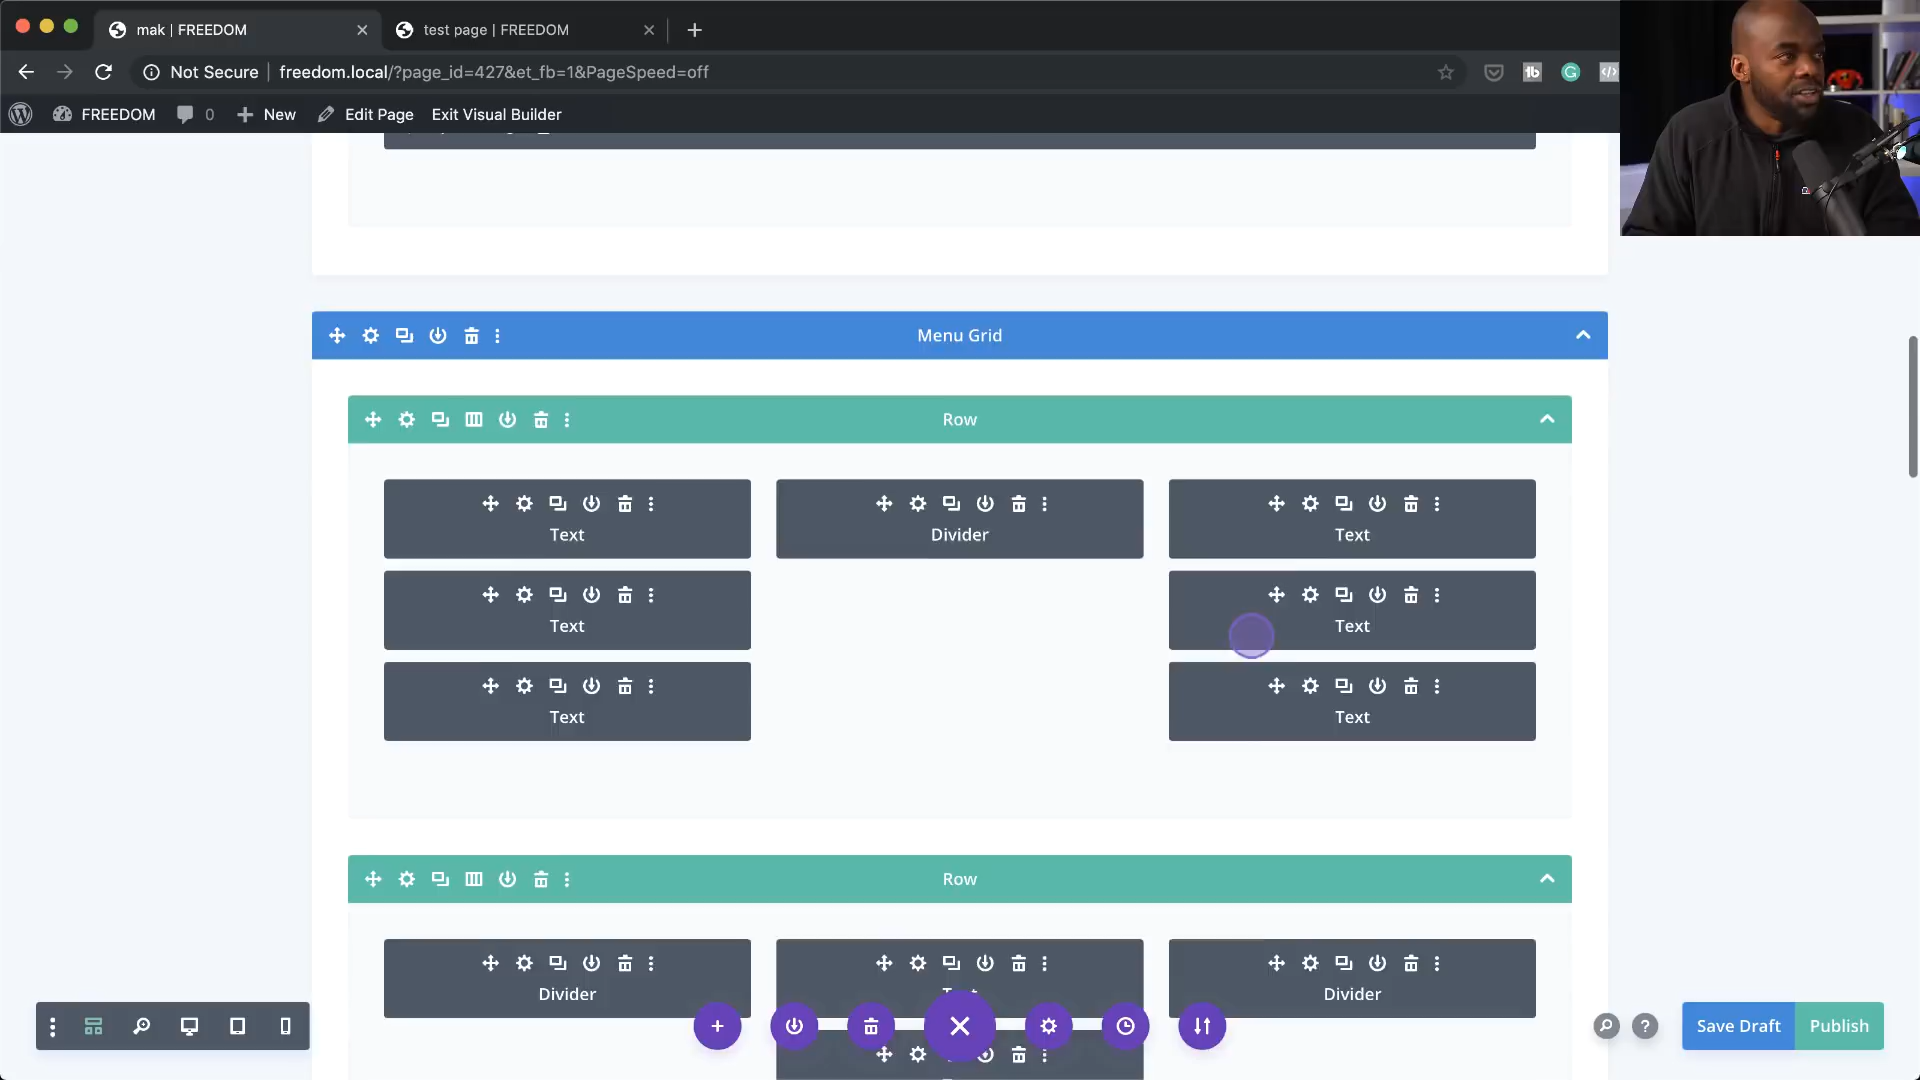 mak | FREEDOM
test page | FREEDOM
Not Secure
freedom.local/?page_id=427&et_fb=1&PageSpeed=off
FREEDOM
0
New
Edit Page
Exit Visual Builder
Menu Grid
Row
Text
Divider
Text
Text
Text
Text
Text
Row
Divider
Divider
Save Draft
Publish